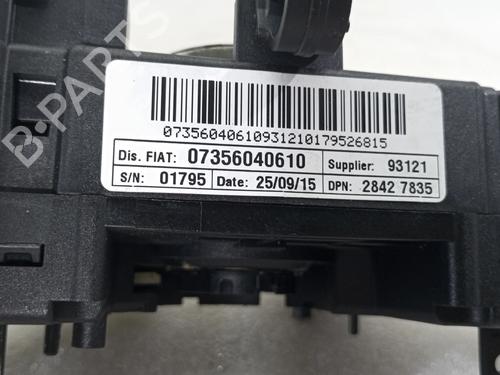 B-PARTS
07356040610931210179526815
Dis. FIAT: 07356040610 Supplier: 93121
S/N: 01795 Date: 25/09/15 DPN: 2842 7835